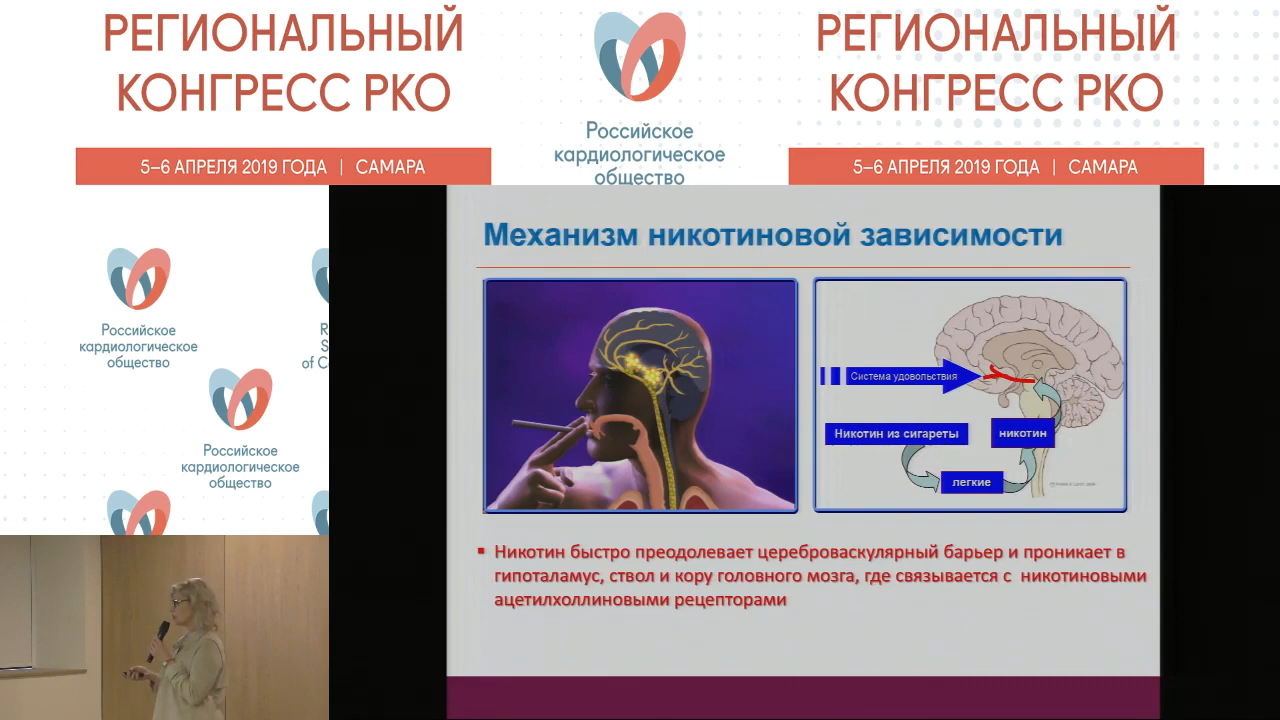 РЕГИОНАЛЬНЫЙ
КОНГРЕСС РКО
5–6 АПРЕЛЯ 2019 ГОДА | САМАРА
Российское
кардиологическое
общество
РЕГИОНАЛЬНЫЙ
КОНГРЕСС РКО
5–6 АПРЕЛЯ 2019 ГОДА | САМАРА
Российское
кардиологическое
общество
R
S
of C
Российское
кардиологическое
общество
Механизм никотиновой зависимости
Система удовольствия
Никотин из сигареты
никотин
легкие
Никотин быстро преодолевает цереброваскулярный барьер и проникает в
гипоталамус, ствол и кору головного мозга, где связывается с никотиновыми
ацетилхоллиновыми рецепторами